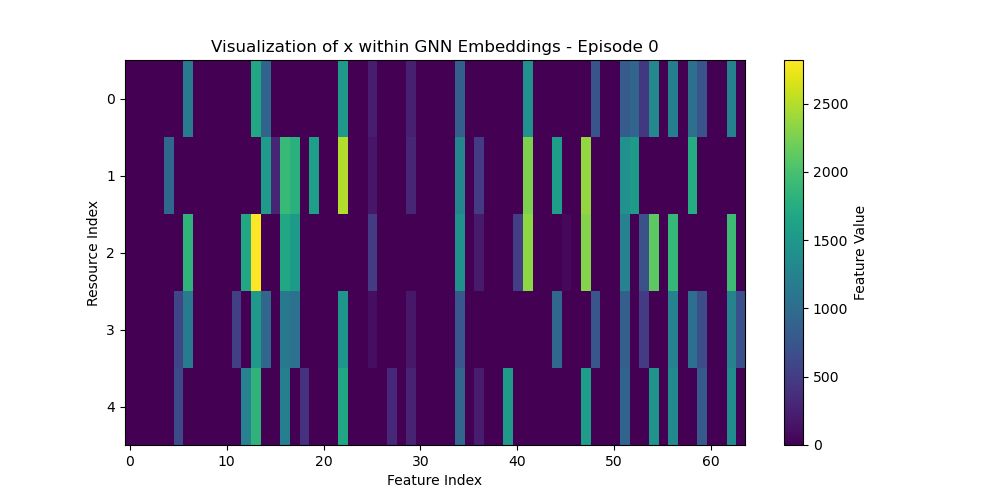 Visualization of x within GNN Embeddings - Episode 0
Resource Index
0
1
2
3
4
0 10 20 30 40 50 60
Feature Index
2500
2000
1500
1000
500
0
Feature Value